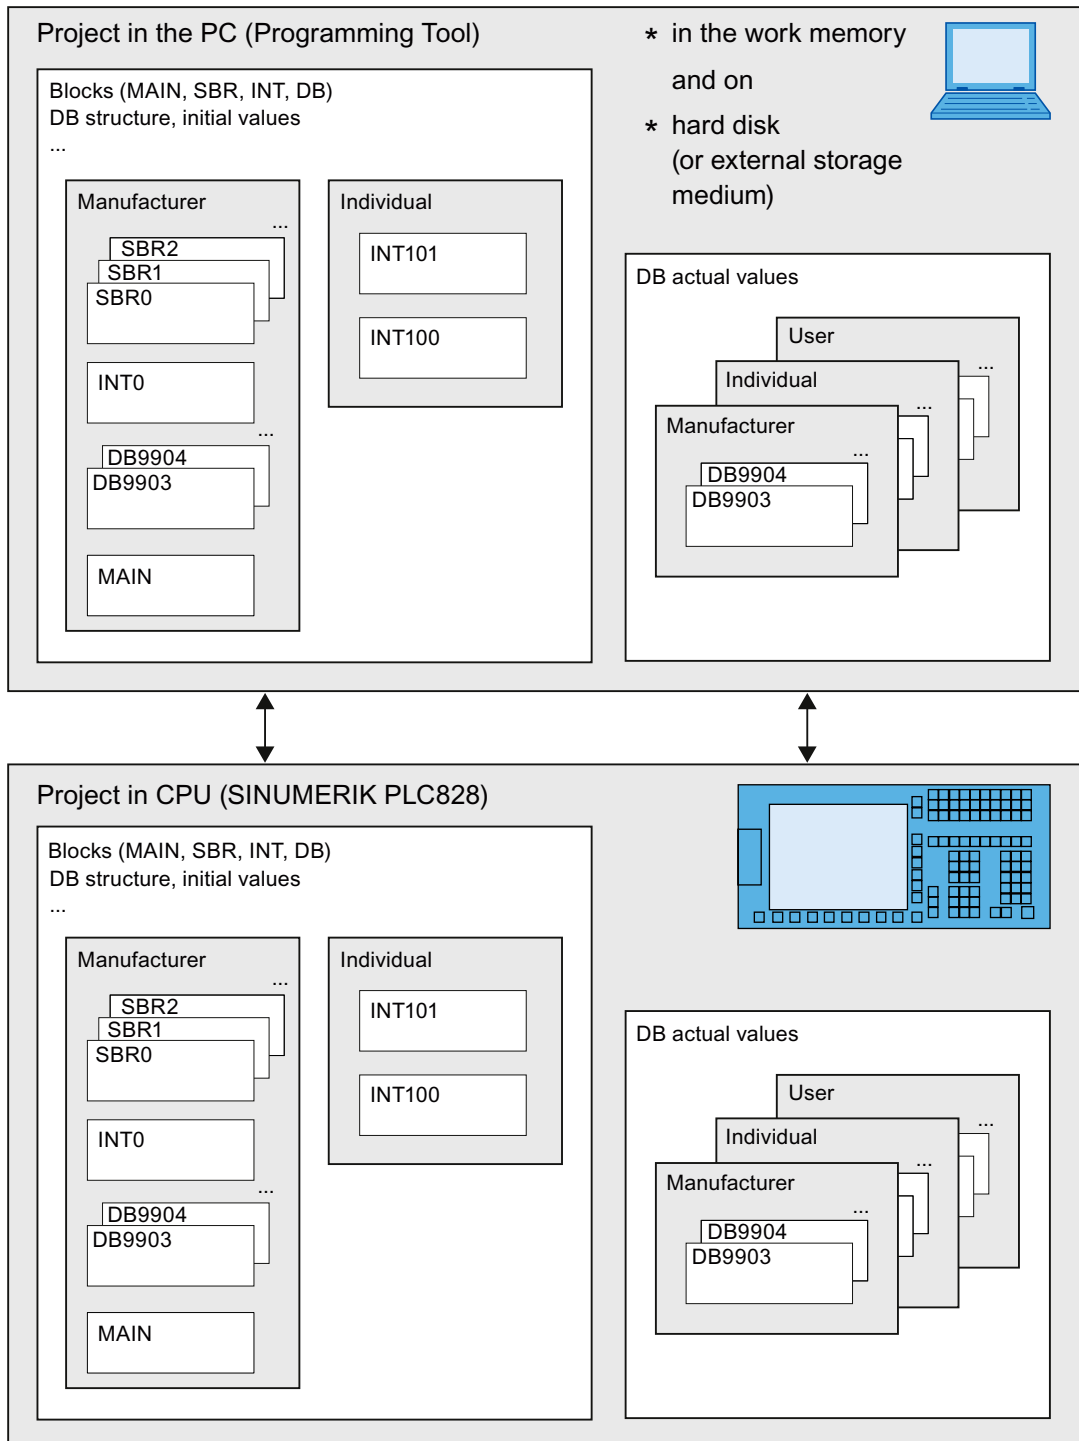 Project in the PC (Programming Tool)
* in the work memory
and on
* hard disk
(or external storage
medium)
Blocks (MAIN, SBR, INT, DB)
DB structure, initial values
...
Manufacturer
...
SBR2
SBR1
SBR0
INT0
...
DB9904
DB9903
MAIN
Individual
INT101
INT100
DB actual values
User
...
Individual
...
Manufacturer
...
DB9904
DB9903
Project in CPU (SINUMERIK PLC828)
Blocks (MAIN, SBR, INT, DB)
DB structure, initial values
...
Manufacturer
...
SBR2
SBR1
SBR0
INT0
...
DB9904
DB9903
MAIN
Individual
INT101
INT100
DB actual values
User
...
Individual
...
Manufacturer
...
DB9904
DB9903